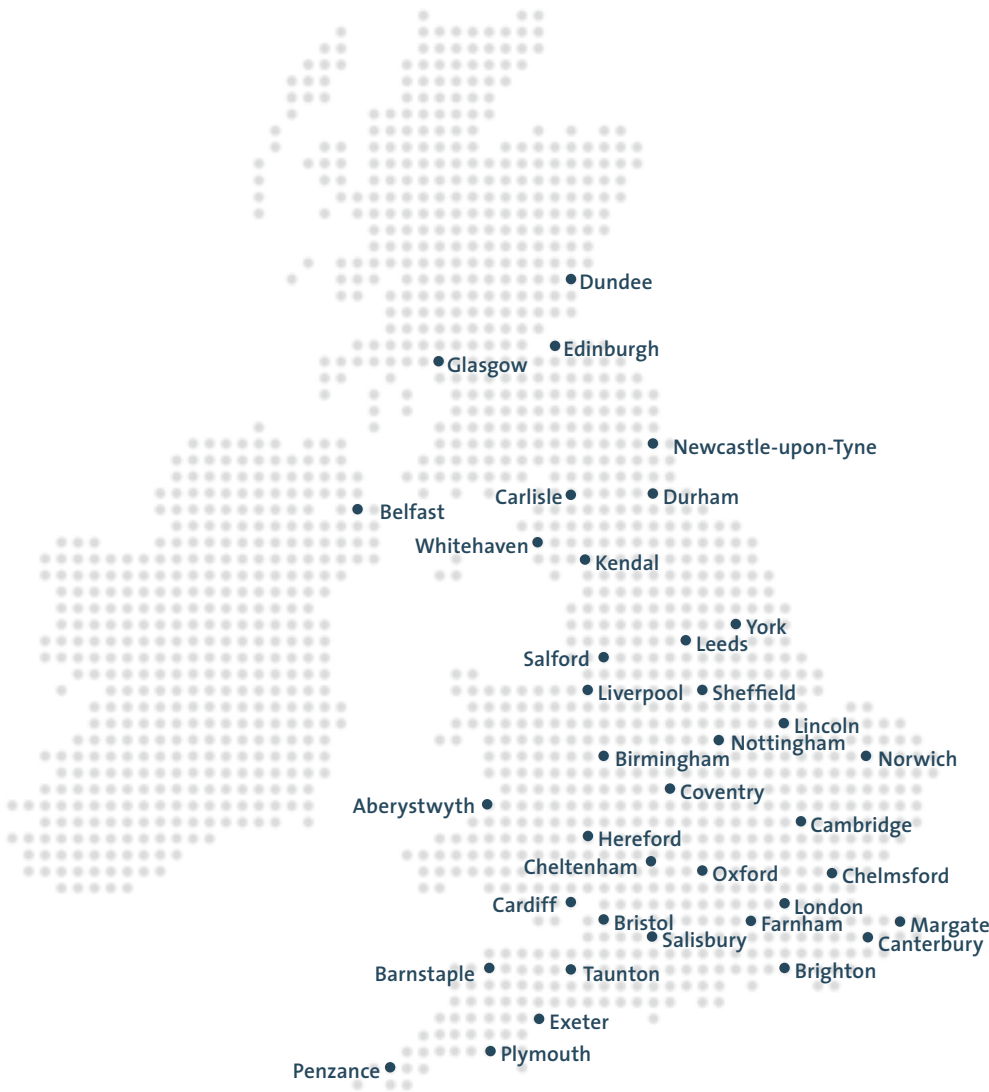 Dundee
Edinburgh
Glasgow
Newcastle-upon-Tyne
Carlisle
Durham
Belfast
Whitehaven
Kendal
York
Leeds
Salford
Liverpool
Sheffield
Lincoln
Nottingham
Birmingham
Norwich
Coventry
Aberystwyth
Cambridge
Hereford
Cheltenham
Oxford
Chelmsford
Cardiff
London
Bristol
Farnham
Margate
Salisbury
Canterbury
Barnstaple
Taunton
Brighton
Exeter
Plymouth
Penzance